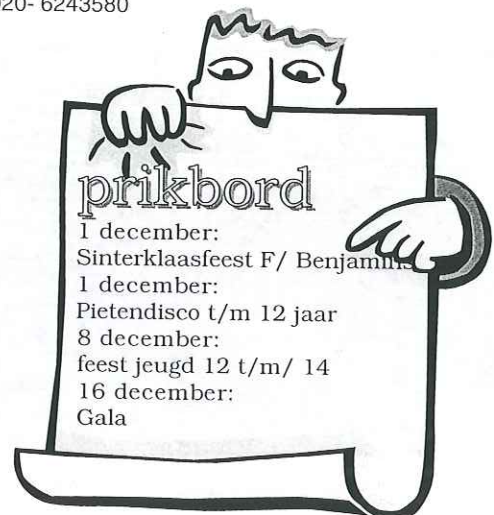 020- 6243580
prikbord
1 december:
Sinterklaasfeest F/ Benjamins
1 december:
Pietendisco t/m 12 jaar
8 december:
feest jeugd 12 t/m/ 14
16 december:
Gala